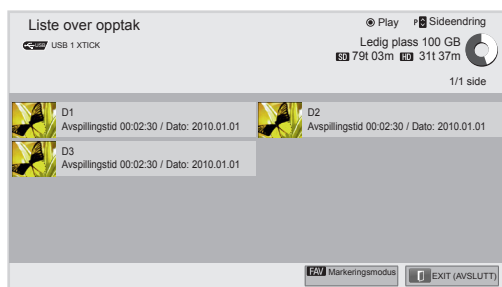 Liste over opptak
Play P Sideendring
USB USB 1 XTICK
Ledig plass 100 GB
SD 79t 03m HD 31t 37m
1/1 side
D1
Avspillingstid 00:02:30 / Dato: 2010.01.01
D2
Avspillingstid 00:02:30 / Dato: 2010.01.01
D3
Avspillingstid 00:02:30 / Dato: 2010.01.01
FAV Markeringsmodus
EXIT (AVSLUTT)